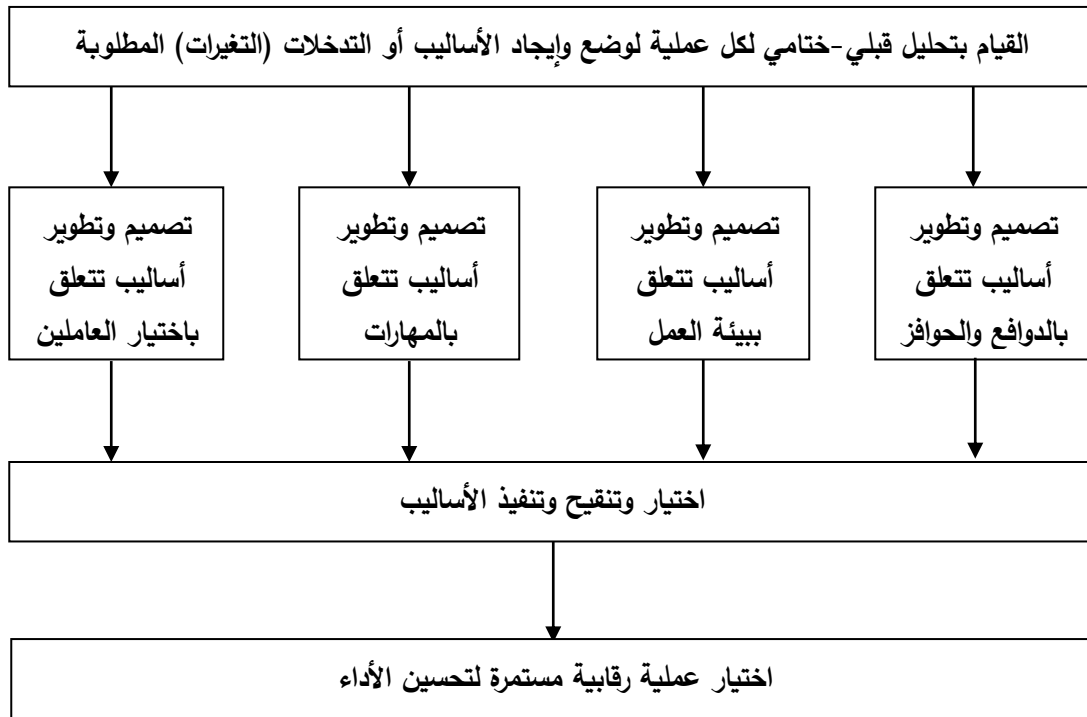 القيام بتحليل قبلي-ختامي لكل عملية لوضع وإيجاد الأساليب أو التدخلات (التغيرات) المطلوبة
تصميم وتطوير
أساليب تتعلق
بالدوافع والحوافز
تصميم وتطوير
أساليب تتعلق
ببيئة العمل
تصميم وتطوير
أساليب تتعلق
بالمهارات
تصميم وتطوير
أساليب تتعلق
باختيار العاملين
اختيار وتنقيح وتنفيذ الأساليب
اختيار عملية رقابية مستمرة لتحسين الأداء